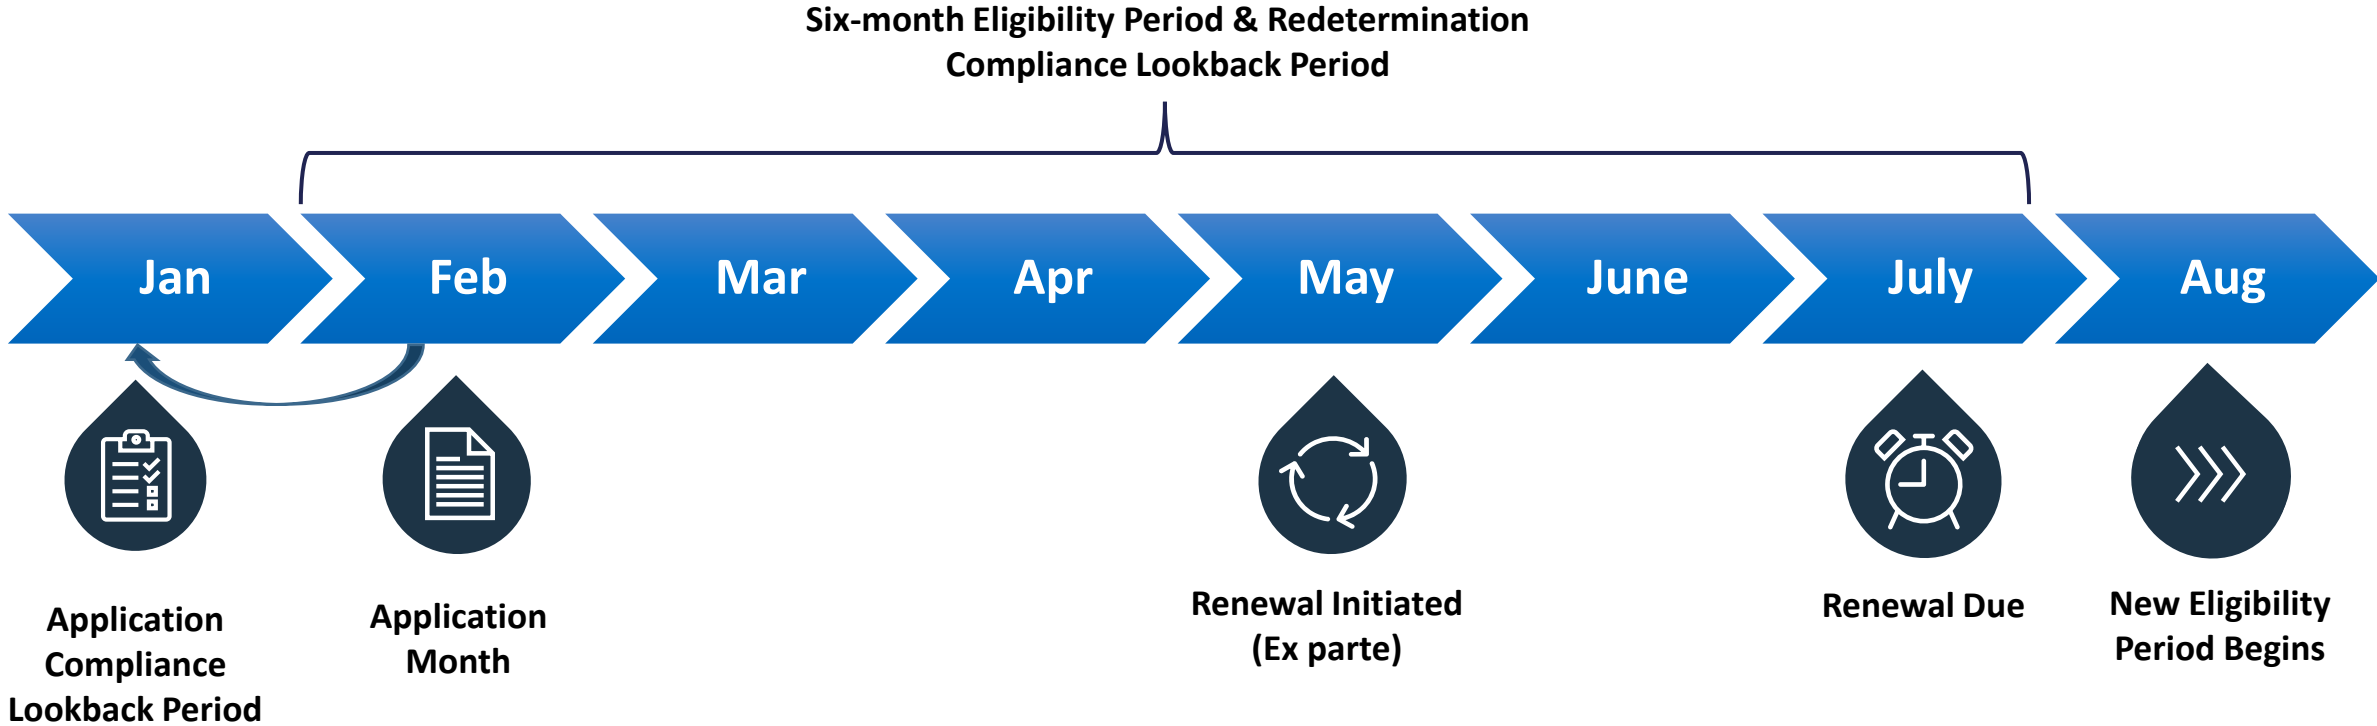 Six-month Eligibility Period & Redetermination
Compliance Lookback Period
Jan
Feb
Mar
Apr
May
June
July
Aug
Application
Compliance
Lookback Period
Application
Month
Renewal Initiated
(Ex parte)
Renewal Due
New Eligibility
Period Begins